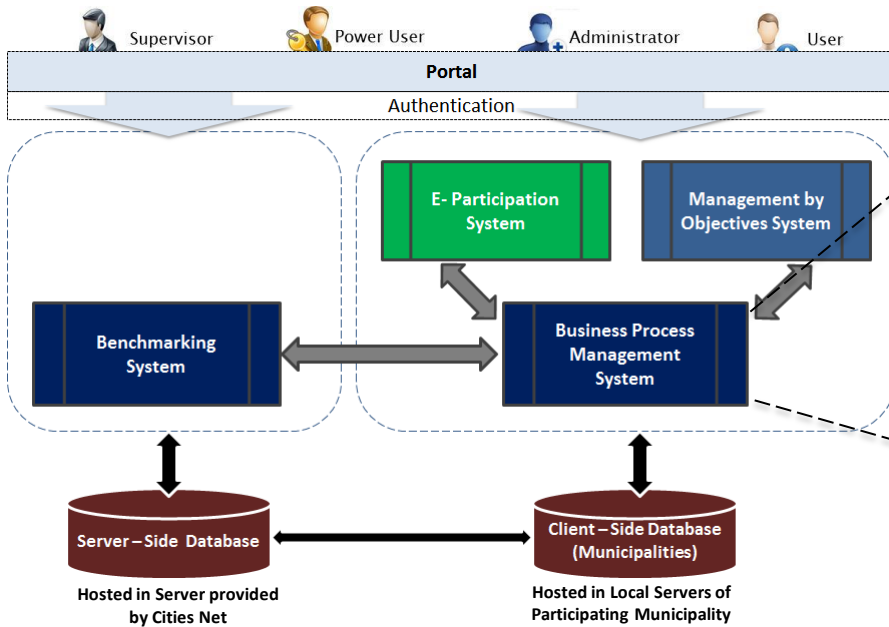 Supervisor
Power User
Administrator
User
Portal
Authentication
E- Participation
System
Management by
Objectives System
Benchmarking
System
Business Process
Management
System
Server – Side Database
Client – Side Database
(Municipalities)
Hosted in Server provided
by Cities Net
Hosted in Local Servers of
Participating Municipality